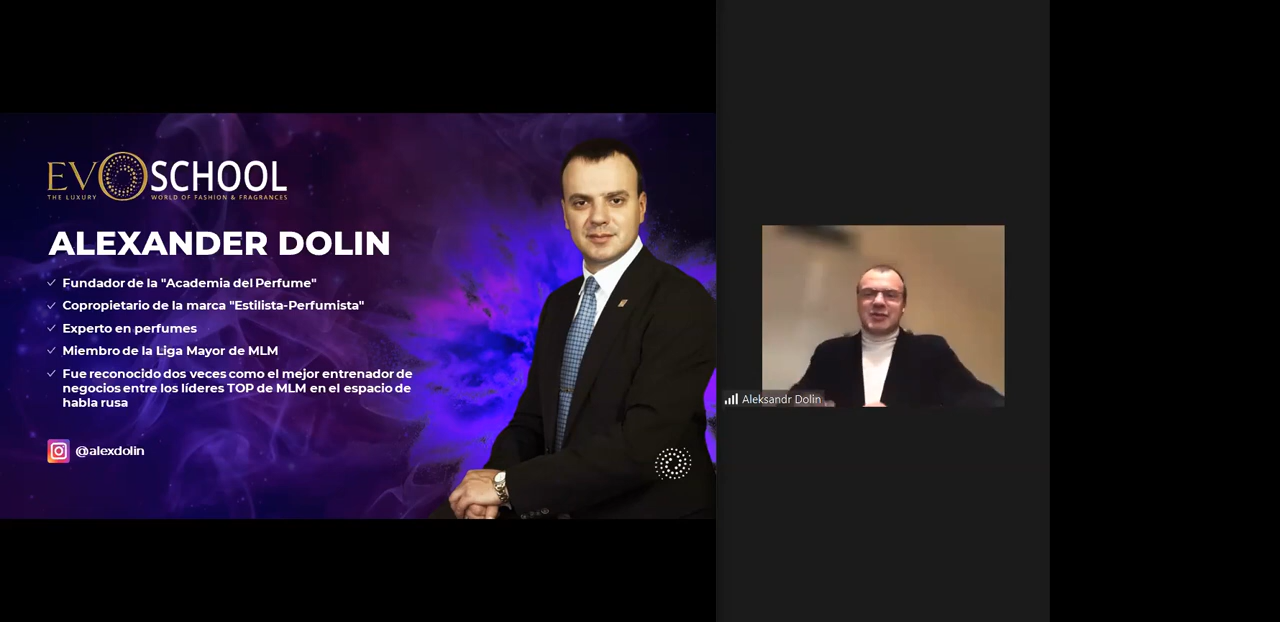 EVOSCHOOL
THE LUXURY WORLD OF FASHION & FRAGRANCES
ALEXANDER DOLIN
Fundador de la "Academia del Perfume"
Copropietario de la marca "Estilista-Perfumista"
Experto en perfumes
Miembro de la Liga Mayor de MLM
Fue reconocido dos veces como el mejor entrenador de
negocios entre los líderes TOP de MLM en el espacio de
habla rusa
@alexdolin
Aleksandr Dolin